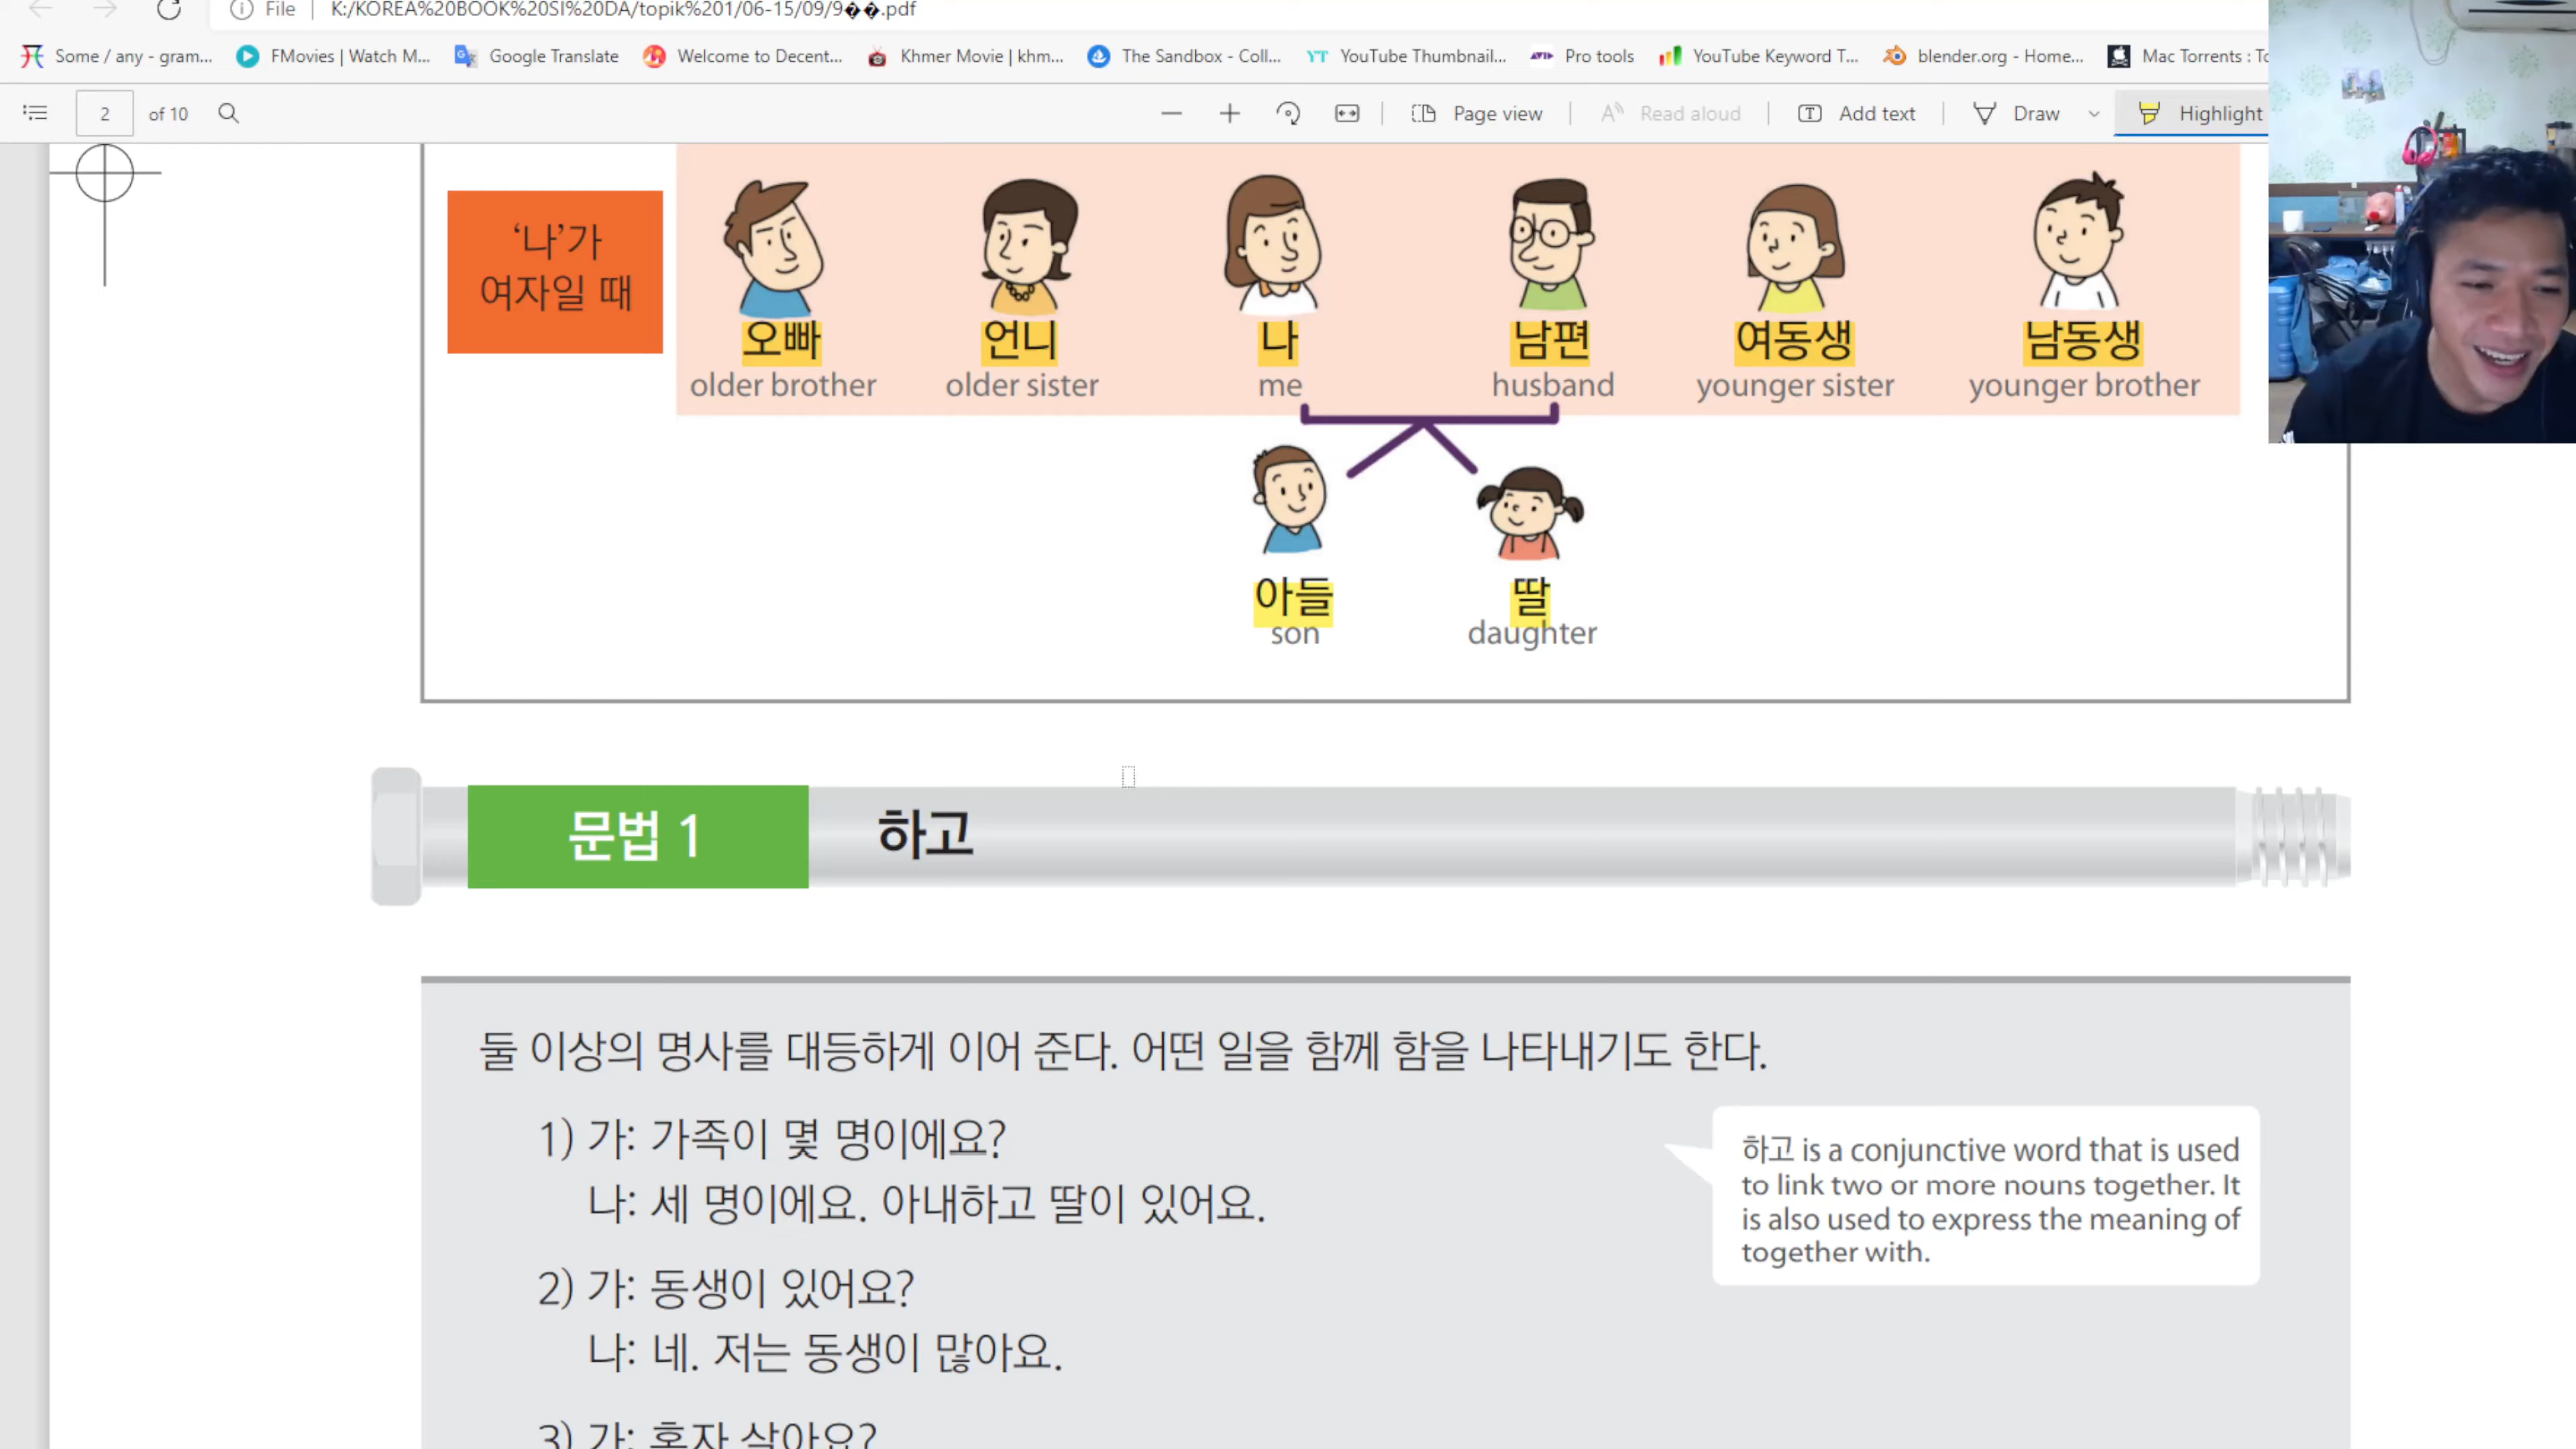 File | K:/KOREA%20BOOK%20SI%20DA/topik%201/06-15/09/9��.pdf
Some / any - gram...
FMovies | Watch M...
Google Translate
Welcome to Decent...
Khmer Movie | khm...
The Sandbox - Coll...
YT YouTube Thumbnail...
AVID Pro tools
YouTube Keyword T...
blender.org - Home...
Mac Torrents : To
2 of 10
Page view
Read aloud
Add text
Draw
Highlight
‘나’가
여자일 때
오빠 언니 나 남편 여동생 남동생
older brother older sister me husband younger sister younger brother
아들 딸
son daughter
문법 1 하고
둘 이상의 명사를 대등하게 이어 준다. 어떤 일을 함께 함을 나타내기도 한다.
1) 가: 가족이 몇 명이에요?
나: 세 명이에요. 아내하고 딸이 있어요.
하고 is a conjunctive word that is used
to link two or more nouns together. It
is also used to express the meaning of
together with.
2) 가: 동생이 있어요?
나: 네. 저는 동생이 많아요.
3) 가: 혼자 살아요?